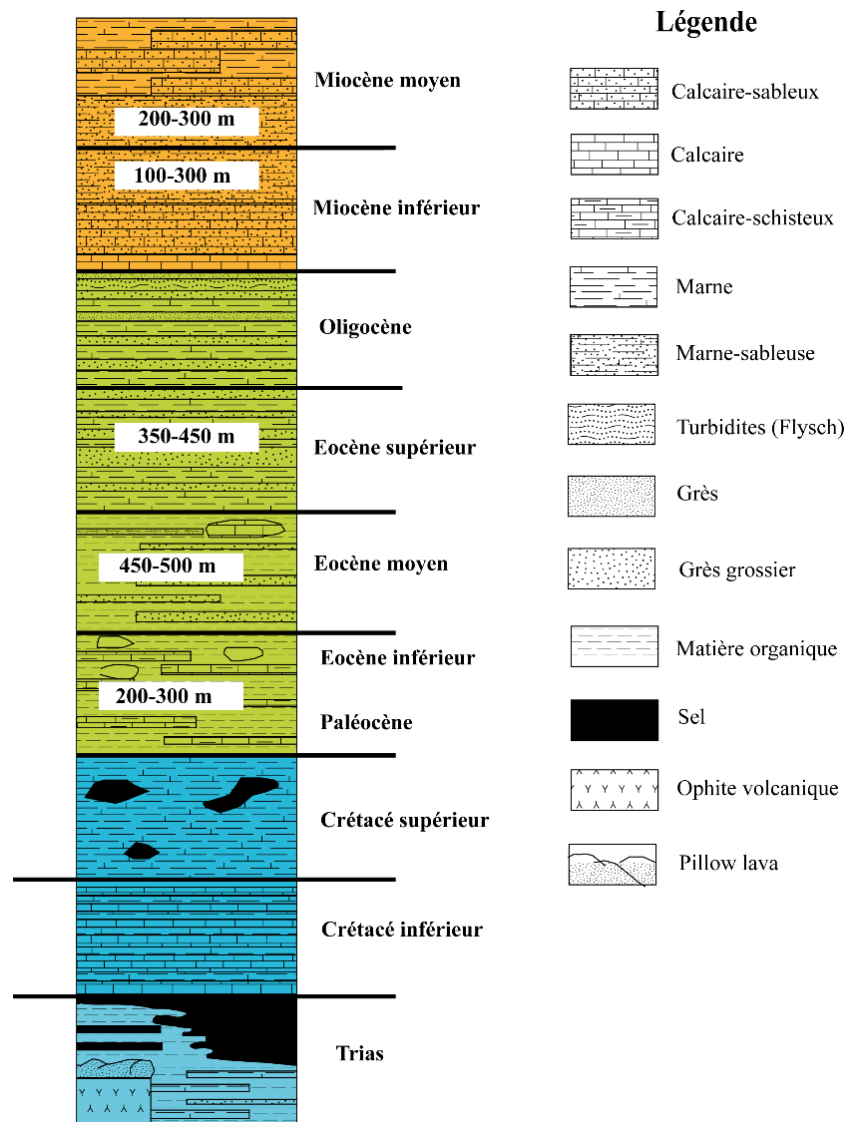 Légende
Miocène moyen
200-300 m
100-300 m
Miocène inférieur
Oligocène
350-450 m
Eocène supérieur
450-500 m
Eocène moyen
Eocène inférieur
200-300 m
Paléocène
Crétacé supérieur
Crétacé inférieur
Trias
Calcaire-sableux
Calcaire
Calcaire-schisteux
Marne
Marne-sableuse
Turbidites (Flysch)
Grès
Grès grossier
Matière organique
Sel
Ophite volcanique
Pillow lava